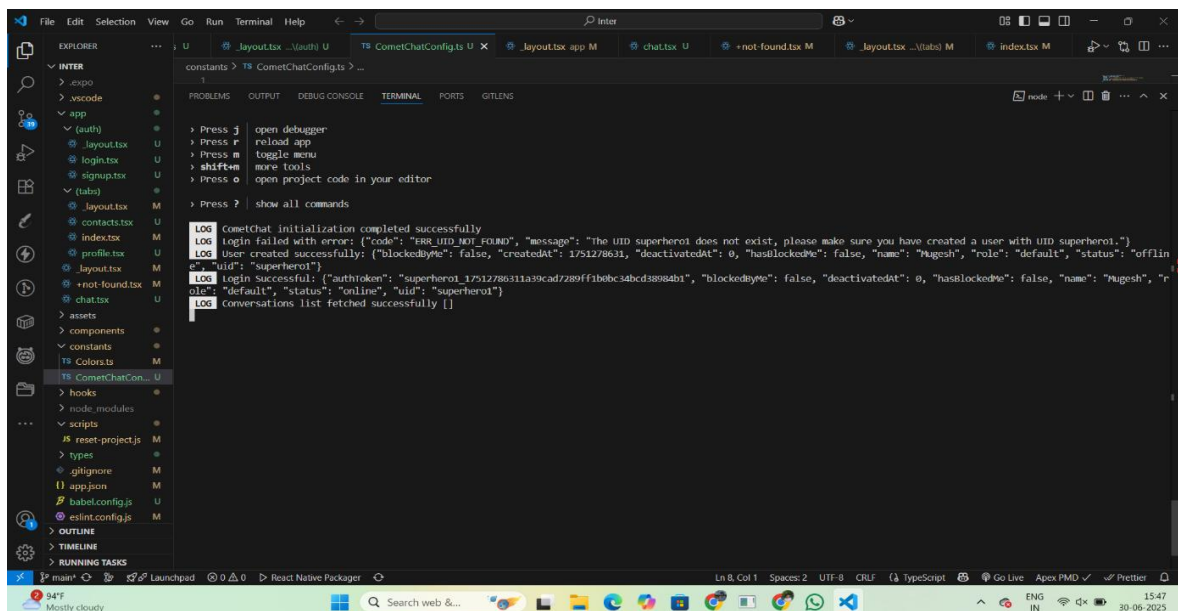 File Edit Selection View Go Run Terminal Help
Inter
EXPLORER
U
_layout.tsx ...\(auth) U
TS CometChatConfig.ts U
_layout.tsx app M
chat.tsx U
+not-found.tsx M
_layout.tsx ...\(tabs) M
index.tsx M
INTER
constants > TS CometChatConfig.ts > ...
1
PROBLEMS OUTPUT DEBUG CONSOLE TERMINAL PORTS GITLENS
node
.expo
.vscode
app
(auth)
_layout.tsx U
login.tsx U
signup.tsx U
(tabs)
_layout.tsx M
contacts.tsx U
index.tsx M
profile.tsx U
_layout.tsx M
+not-found.tsx M
chat.tsx U
assets
components
constants
TS Colors.ts M
TS CometChatCon... U
hooks
node_modules
scripts
JS reset-project.js M
types
.gitignore M
{} app.json M
babel.config.js U
eslint.config.js M
OUTLINE
TIMELINE
RUNNING TASKS
› Press j │ open debugger
› Press r │ reload app
› Press m │ toggle menu
› shift+m │ more tools
› Press o │ open project code in your editor
› Press ? │ show all commands
LOG CometChat initialization completed successfully
LOG Login failed with error: {"code": "ERR_UID_NOT_FOUND", "message": "The UID superhero1 does not exist, please make sure you have created a user with UID superhero1."}
LOG User created successfully: {"blockedByMe": false, "createdAt": 1751278631, "deactivatedAt": 0, "hasBlockedMe": false, "name": "Mugesh", "role": "default", "status": "offlin
e", "uid": "superhero1"}
LOG Login Successful: {"authToken": "superhero1_17512786311a39cad7289ff1b0bc34bcd38984b1", "blockedByMe": false, "deactivatedAt": 0, "hasBlockedMe": false, "name": "Mugesh", "r
ole": "default", "status": "online", "uid": "superhero1"}
LOG Conversations list fetched successfully []
39
1
main* Launchpad 0 0 React Native Packager
Ln 8, Col 1 Spaces: 2 UTF-8 CRLF {} TypeScript Go Live Apex PMD ✓ Prettier
2
94°F
Mostly cloudy
Search web &...
ENG
IN
15:47
30-06-2025